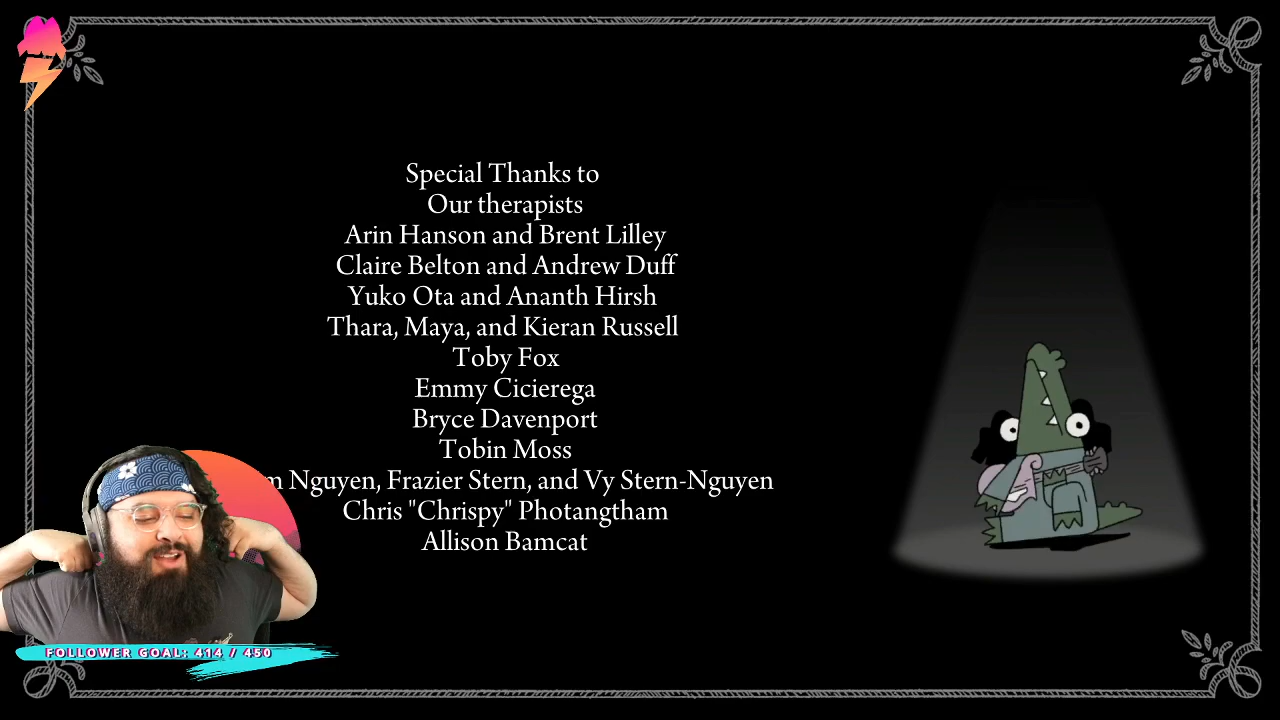 Special Thanks to
Our therapists
Arin Hanson and Brent Lilley
Claire Belton and Andrew Duff
Yuko Ota and Ananth Hirsh
Thara, Maya, and Kieran Russell
Toby Fox
Emmy Cicierega
Bryce Davenport
Tobin Moss
Nguyen, Frazier Stern, and Vy Stern-Nguyen
Chris "Chrispy" Photangtham
Allison Bamcat
FOLLOWER GOAL: 414 / 450